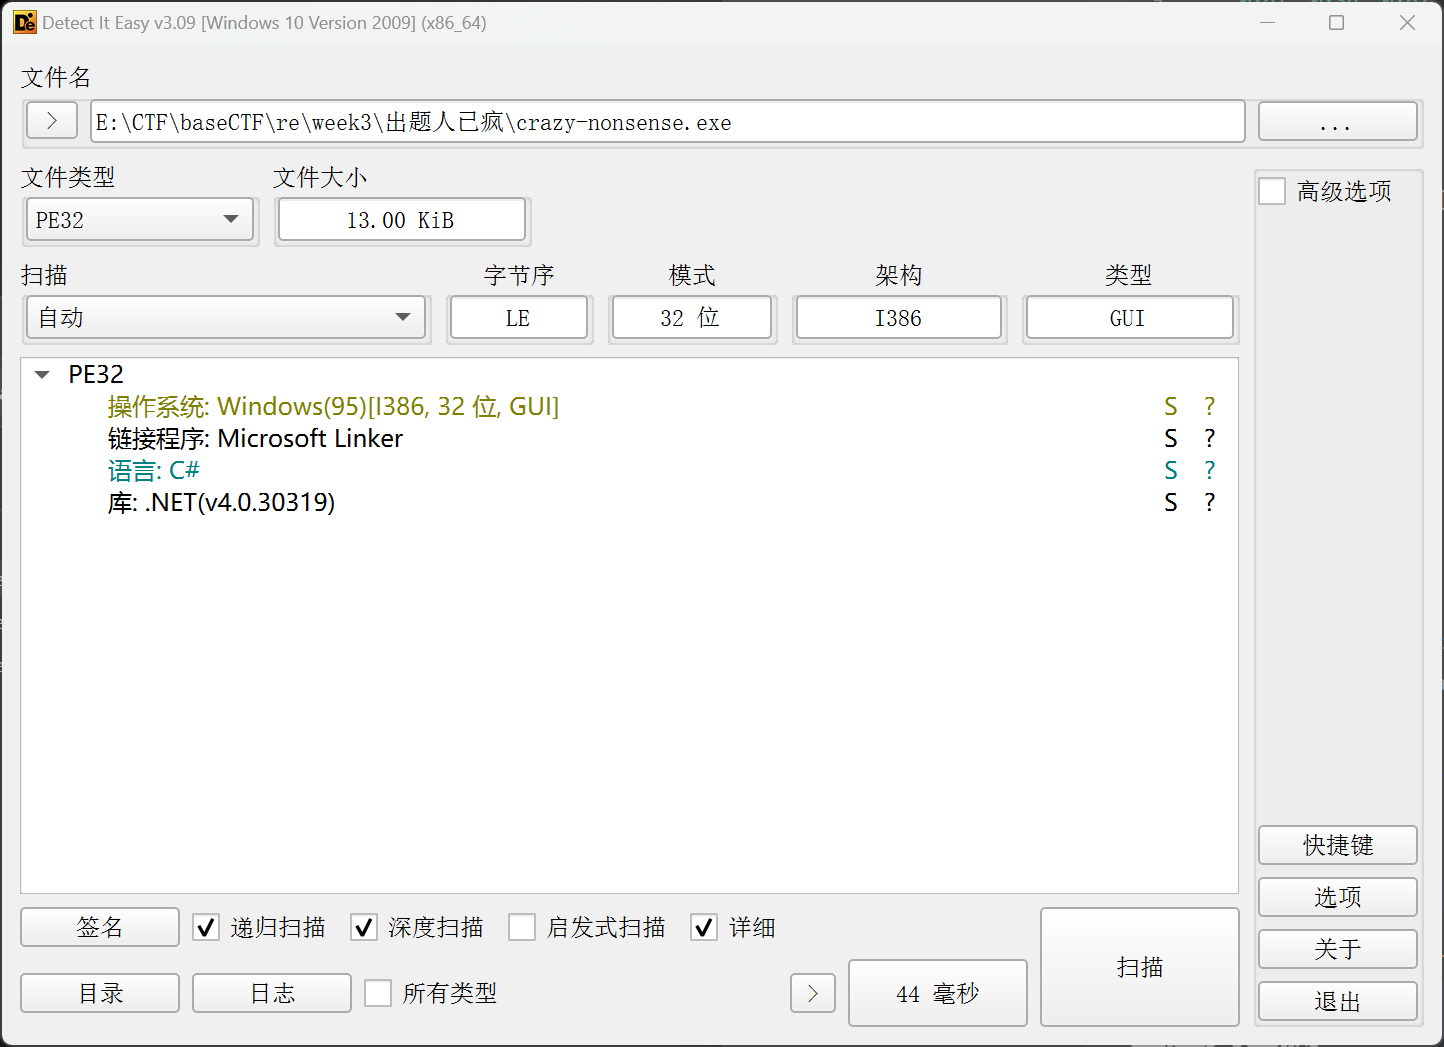 Detect It Easy v3.09 [Windows 10 Version 2009] (x86_64)
文件名
E:\CTF\baseCTF\re\week3\出题人已疯\crazy-nonsense.exe
...
文件类型 文件大小
PE32 13.00 KiB
高级选项
扫描 字节序 模式 架构 类型
自动 LE 32 位 I386 GUI
PE32
操作系统: Windows(95)[I386, 32 位, GUI] S ?
链接程序: Microsoft Linker S ?
语言: C# S ?
库: .NET(v4.0.30319) S ?
快捷键
选项
关于
退出
签名 递归扫描 深度扫描 启发式扫描 详细
扫描
目录 日志 所有类型 > 44 毫秒